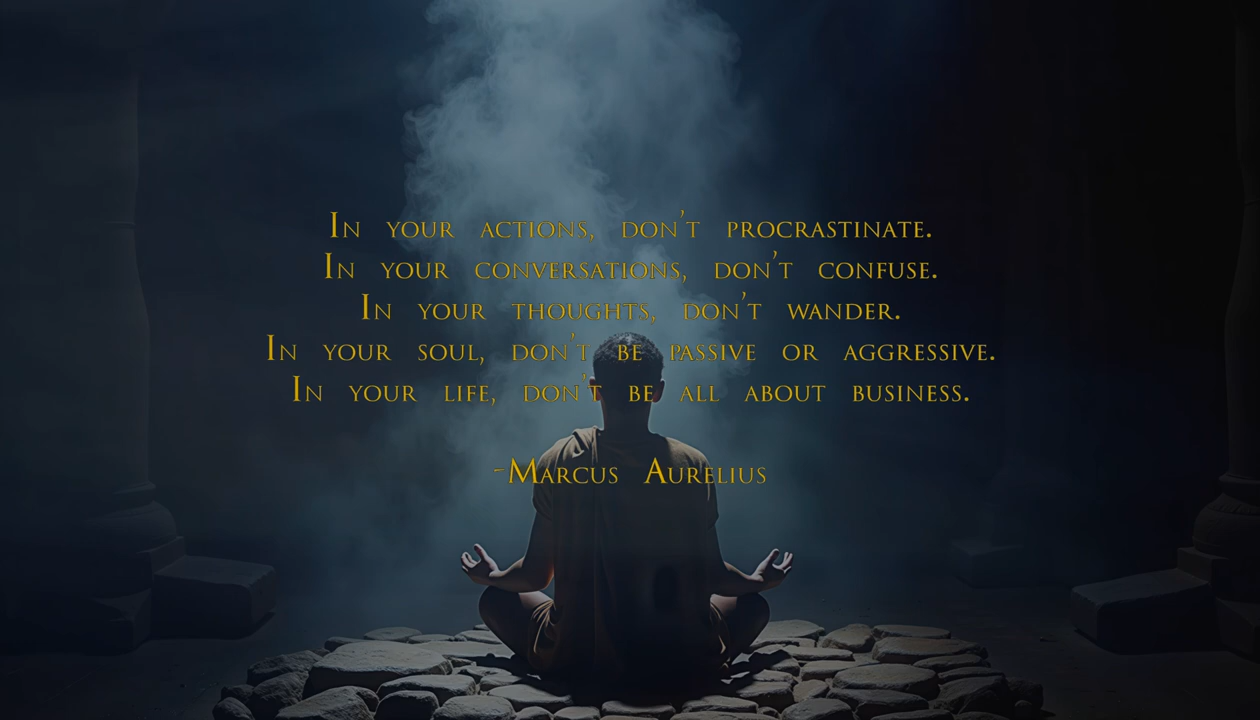 In your actions, don't procrastinate.
In your conversations, don't confuse.
In your thoughts, don't wander.
In your soul, don't be passive or aggressive.
In your life, don't be all about business.
-Marcus Aurelius